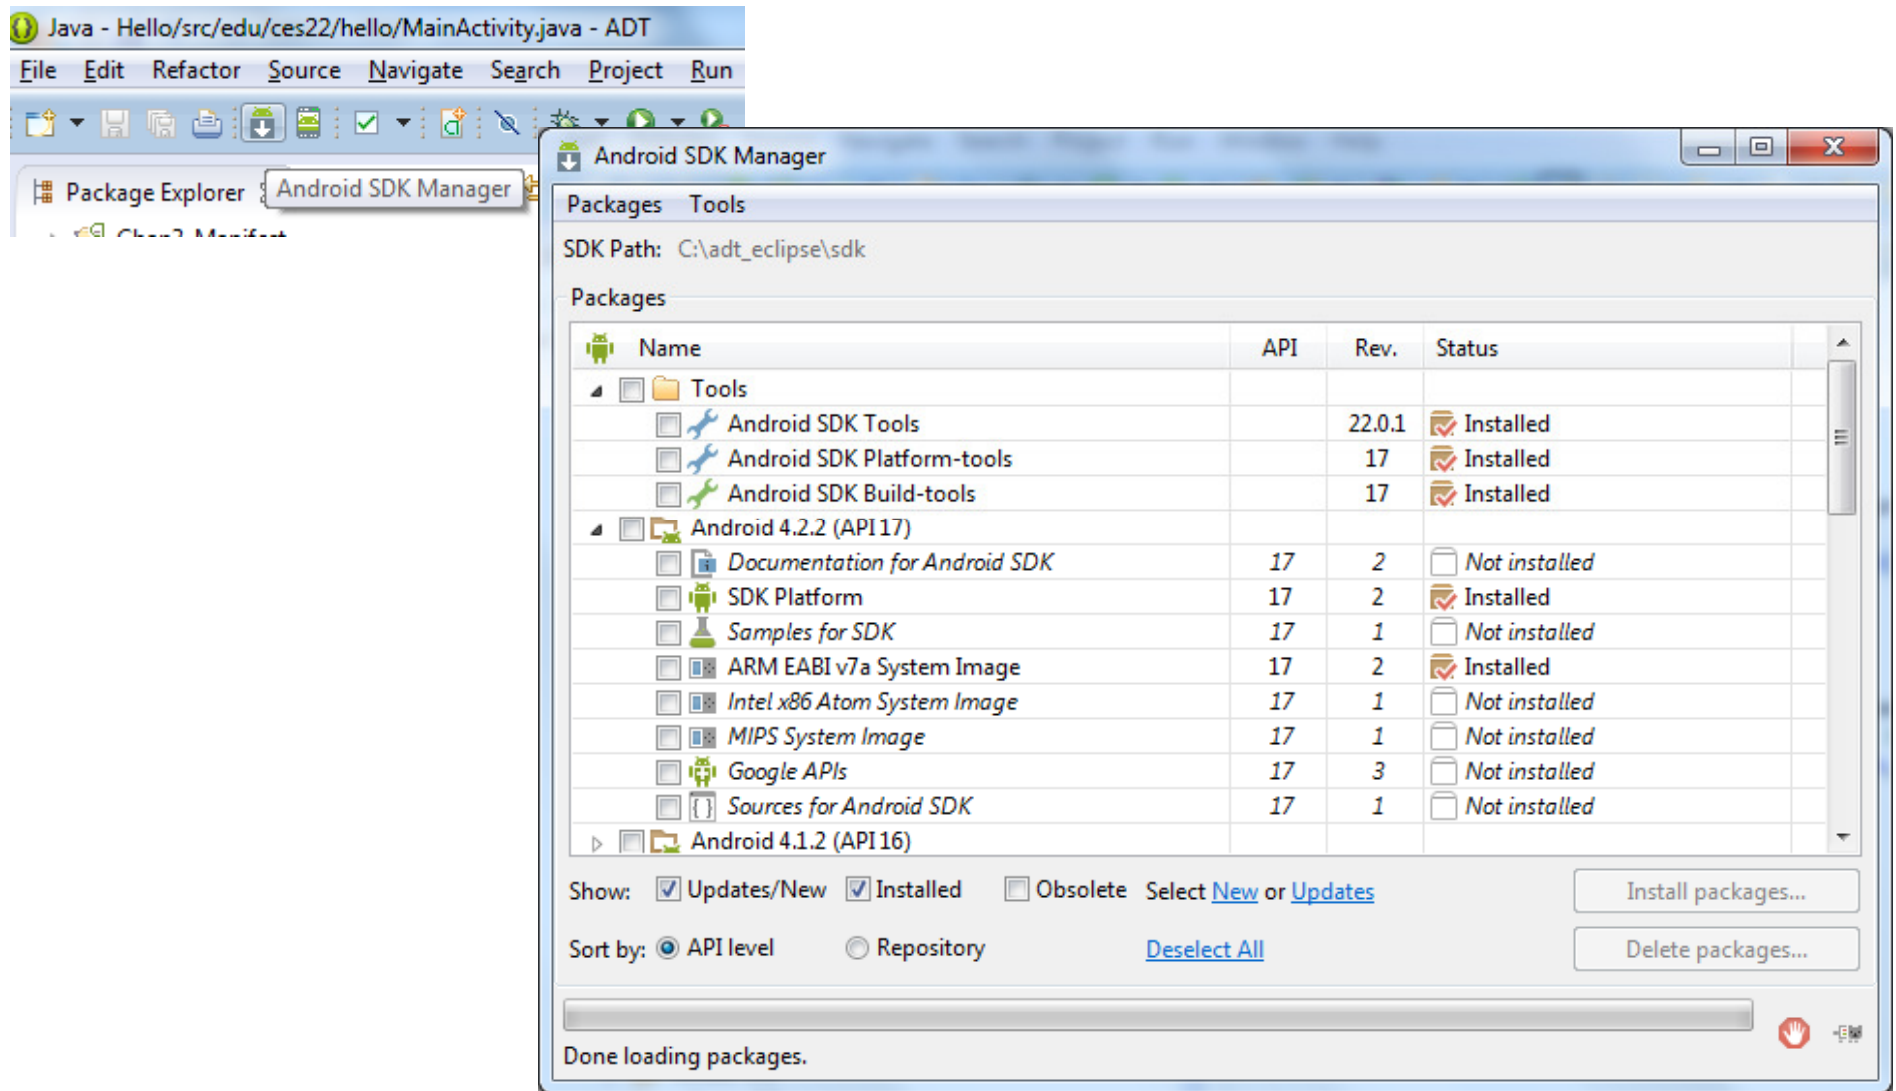 Java - Hello/src/edu/ces22/hello/MainActivity.java - ADT
File Edit Refactor Source Navigate Search Project Run
Package Explorer
Android SDK Manager
Android SDK Manager
Packages Tools
SDK Path: C:\adt_eclipse\sdk
Packages
Name API Rev. Status
Tools
Android SDK Tools 22.0.1 Installed
Android SDK Platform-tools 17 Installed
Android SDK Build-tools 17 Installed
Android 4.2.2 (API 17)
Documentation for Android SDK 17 2 Not installed
SDK Platform 17 2 Installed
Samples for SDK 17 1 Not installed
ARM EABI v7a System Image 17 2 Installed
Intel x86 Atom System Image 17 1 Not installed
MIPS System Image 17 1 Not installed
Google APIs 17 3 Not installed
Sources for Android SDK 17 1 Not installed
Android 4.1.2 (API 16)
Show: Updates/New Installed Obsolete Select New or Updates Install packages...
Sort by: API level Repository Deselect All Delete packages...
Done loading packages.